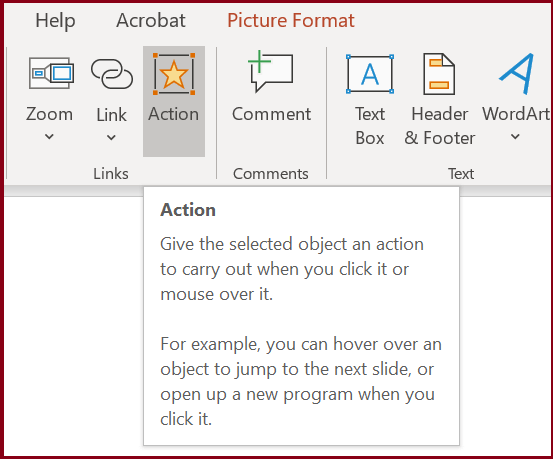 Help Acrobat Picture Format
Zoom Link Action Comment Text Box Header & Footer WordArt
Links Comments Text
Action
Give the selected object an action
to carry out when you click it or
mouse over it.
For example, you can hover over an
object to jump to the next slide, or
open up a new program when you
click it.